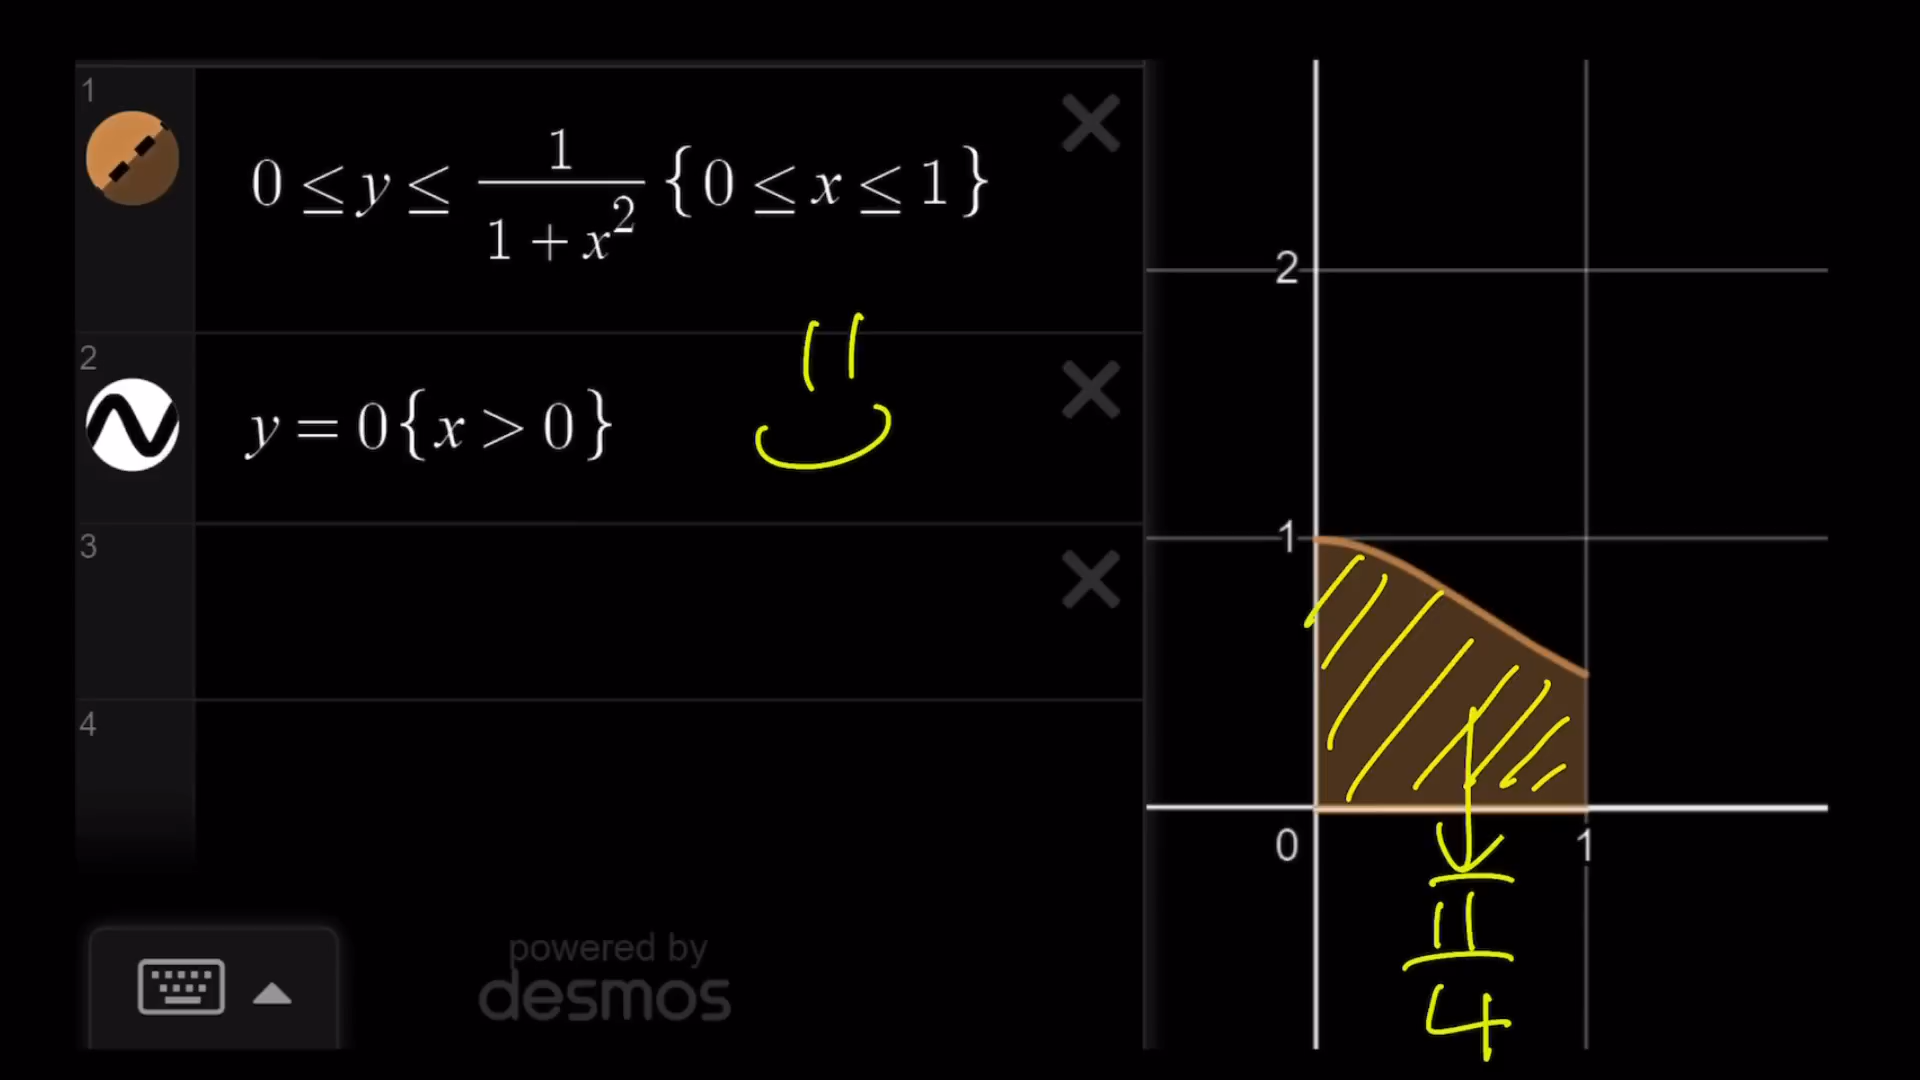 1
0 ≤ y ≤ 1/(1 + x²) {0 ≤ x ≤ 1}
2
y = 0{x > 0}
3
4
powered by
desmos
2
1
0
1
π/4